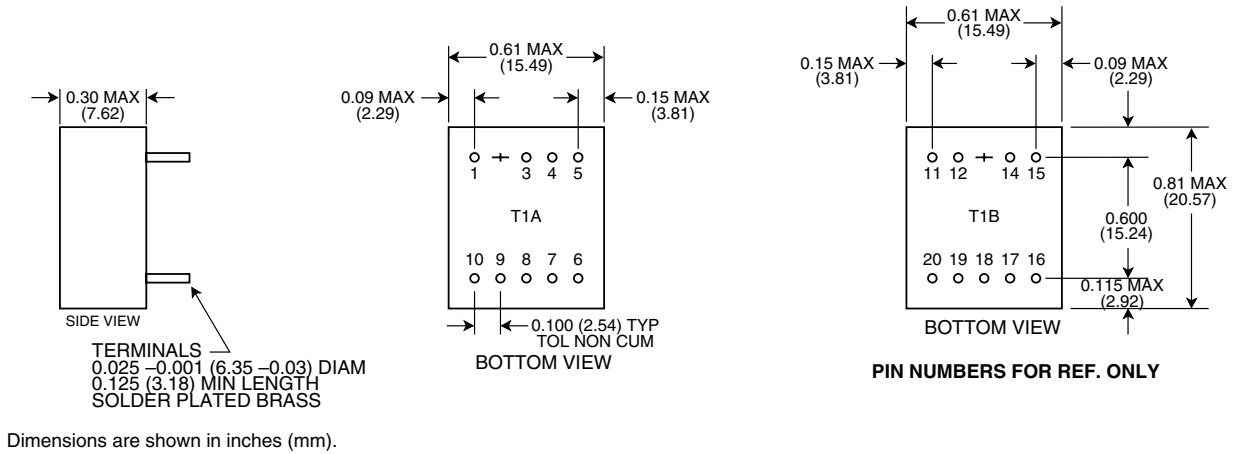 0.30 MAX
(7.62)
SIDE VIEW
TERMINALS
0.025 –0.001 (6.35 –0.03) DIAM
0.125 (3.18) MIN LENGTH
SOLDER PLATED BRASS
0.61 MAX
(15.49)
0.09 MAX
(2.29)
0.15 MAX
(3.81)
1 3 4 5
T1A
10 9 8 7 6
0.100 (2.54) TYP
TOL NON CUM
BOTTOM VIEW
0.61 MAX
(15.49)
0.15 MAX
(3.81)
0.09 MAX
(2.29)
11 12 14 15
T1B
20 19 18 17 16
0.81 MAX
(20.57)
0.600
(15.24)
0.115 MAX
(2.92)
BOTTOM VIEW
PIN NUMBERS FOR REF. ONLY
Dimensions are shown in inches (mm).